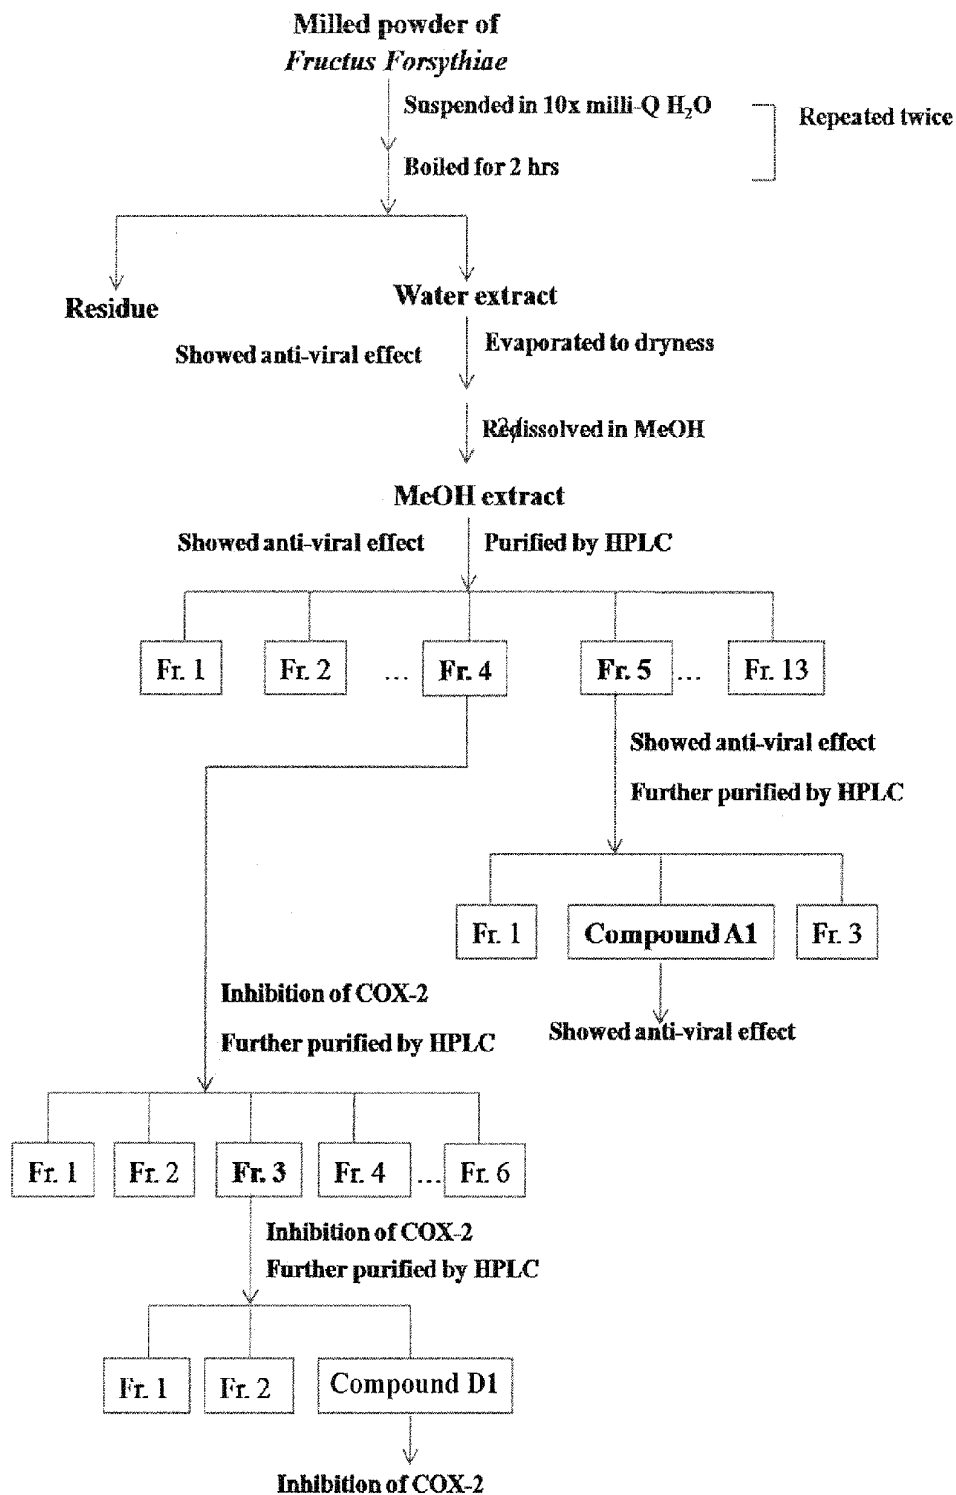 Milled powder of
Fructus Forsythiae
Suspended in 10x milli-Q H₂O
Repeated twice
Boiled for 2 hrs
Water extract
Residue
Showed anti-viral effect
Evaporated to dryness
Redissolved in MeOH
MeOH extract
Showed anti-viral effect
Purified by HPLC
Fr. 1
Fr. 2
...
Fr. 4
Fr. 5
...
Fr. 13
Showed anti-viral effect
Further purified by HPLC
Fr. 1
Compound A1
Fr. 3
Showed anti-viral effect
Inhibition of COX-2
Further purified by HPLC
Fr. 1
Fr. 2
Fr. 3
Fr. 4
...
Fr. 6
Inhibition of COX-2
Further purified by HPLC
Fr. 1
Fr. 2
Compound D1
Inhibition of COX-2